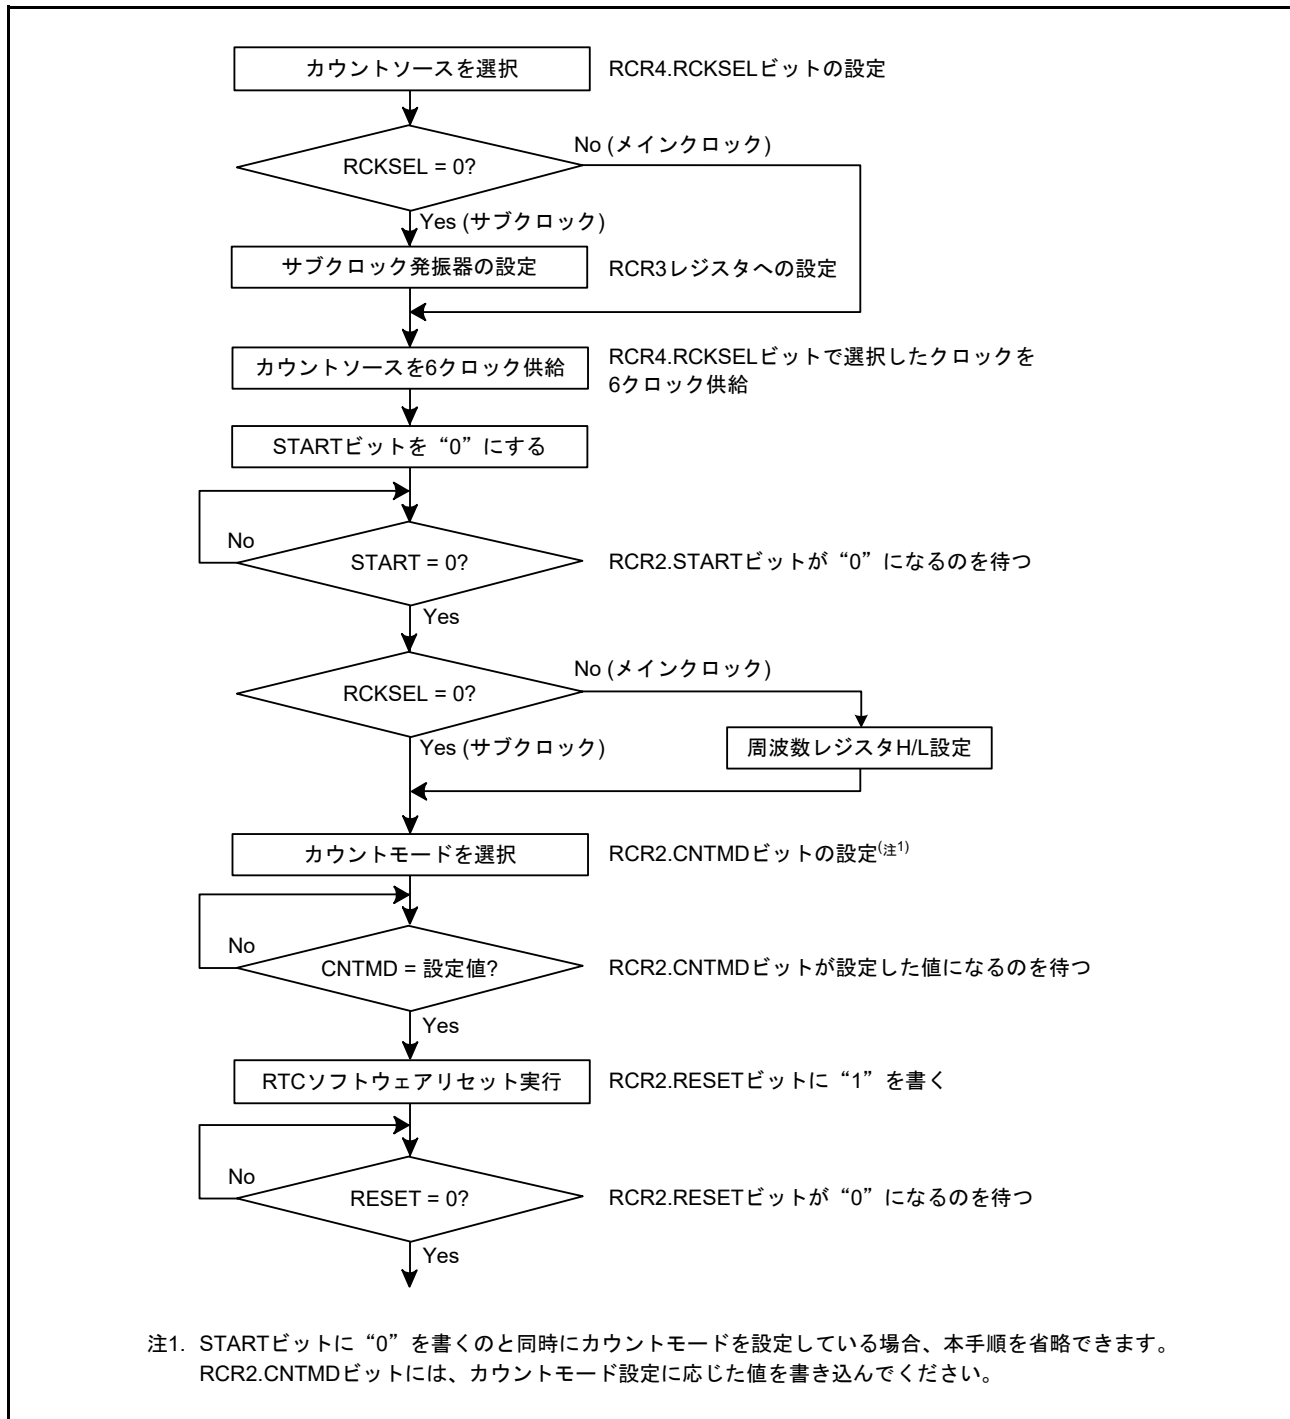 カウントソースを選択
RCR4.RCKSELビットの設定
No (メインクロック)
RCKSEL = 0?
Yes (サブクロック)
サブクロック発振器の設定
RCR3レジスタへの設定
カウントソースを6クロック供給
RCR4.RCKSELビットで選択したクロックを
6クロック供給
STARTビットを“0”にする
No
START = 0?
RCR2.STARTビットが“0”になるのを待つ
Yes
No (メインクロック)
RCKSEL = 0?
Yes (サブクロック)
周波数レジスタH/L設定
カウントモードを選択
RCR2.CNTMDビットの設定(注1)
No
CNTMD = 設定値?
RCR2.CNTMDビットが設定した値になるのを待つ
Yes
RTCソフトウェアリセット実行
RCR2.RESETビットに“1”を書く
No
RESET = 0?
RCR2.RESETビットが“0”になるのを待つ
Yes
注1. STARTビットに“0”を書くのと同時にカウントモードを設定している場合、本手順を省略できます。
RCR2.CNTMDビットには、カウントモード設定に応じた値を書き込んでください。